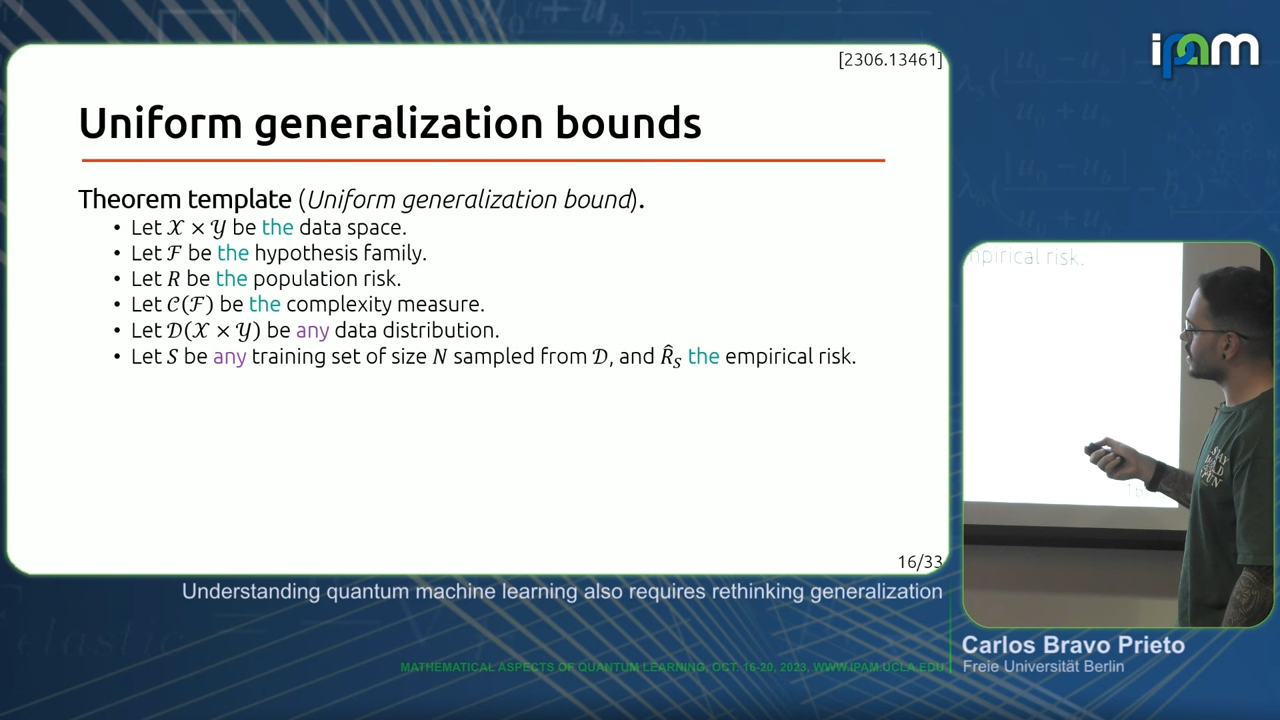 [2306.13461]
ipam
Uniform generalization bounds
Theorem template (Uniform generalization bound).
• Let 𝒳 × 𝒴 be the data space.
• Let ℱ be the hypothesis family.
• Let R be the population risk.
• Let 𝒞(ℱ) be the complexity measure.
• Let 𝒟(𝒳 × 𝒴) be any data distribution.
• Let S be any training set of size N sampled from 𝒟, and R̂_S the empirical risk.
mpirical risk.
16
STAY
FUN
16/33
Understanding quantum machine learning also requires rethinking generalization
Carlos Bravo Prieto
Freie Universität Berlin
MATHEMATICAL ASPECTS OF QUANTUM LEARNING, OCT. 16-20, 2023, WWW.IPAM.UCLA.EDU
elastic